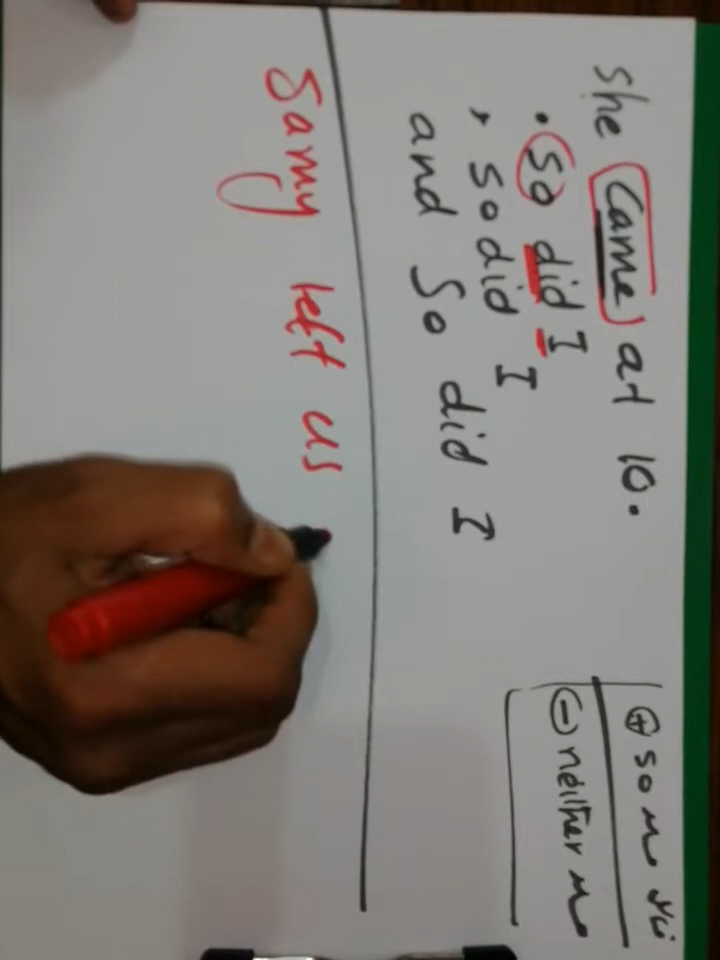 she came at 10.
. So did I
, so did I
and So did I
+ so
- neither
Samy left us